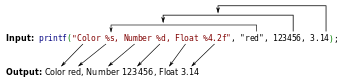 Input: printf("Color %s, Number %d, Float %4.2f", "red", 123456, 3.14);
Output: Color red, Number 123456, Float 3.14